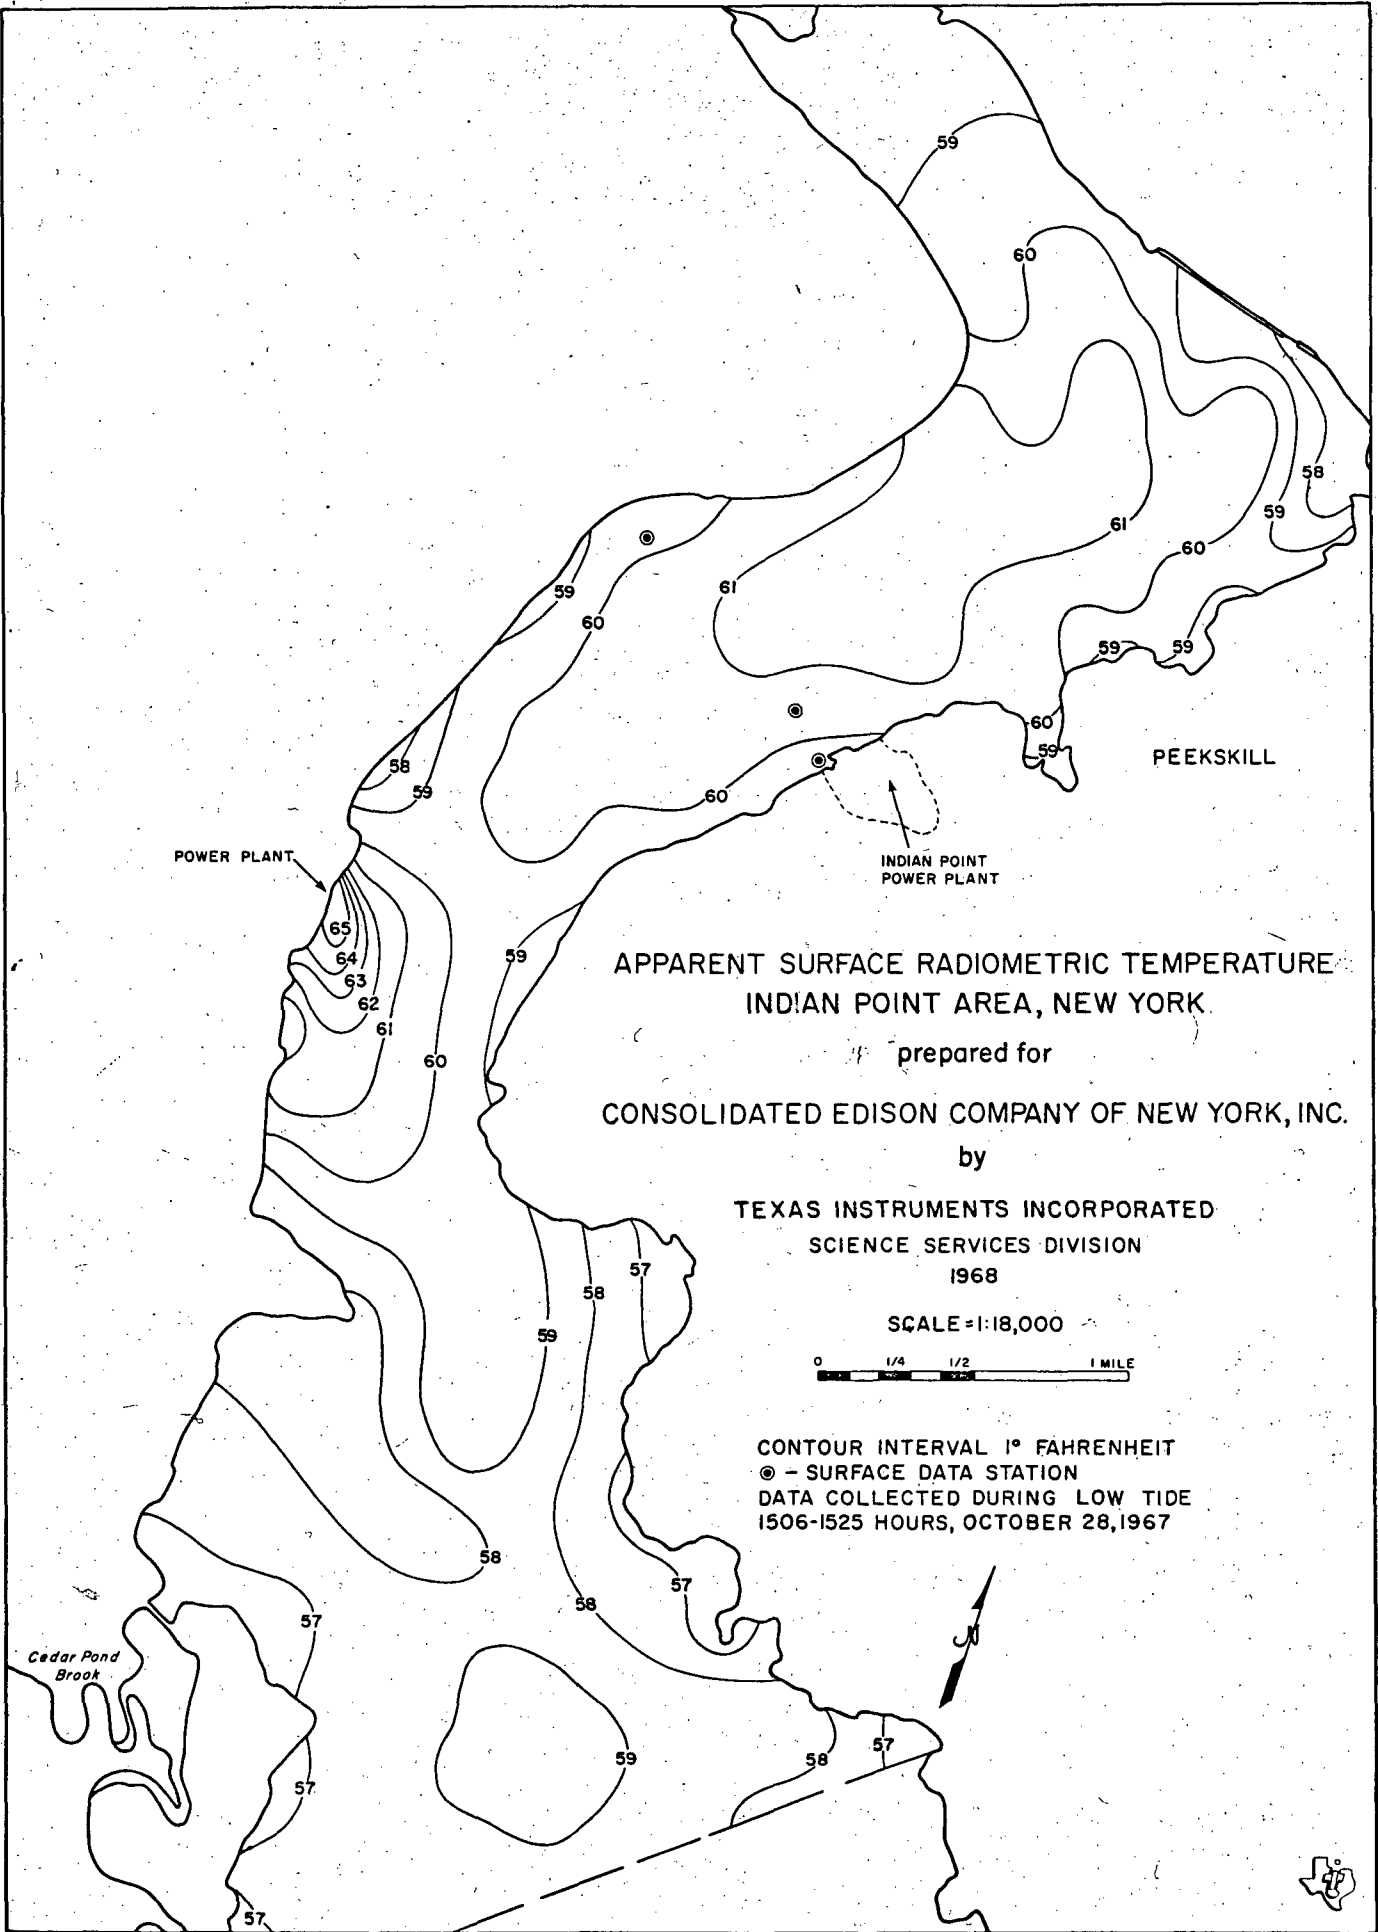 59
60
58
59
61
60
61
59
60
59
59
60
59
PEEKSKILL
58
59
60
POWER PLANT
INDIAN POINT
POWER PLANT
65
64
63
62
61
60
59
APPARENT SURFACE RADIOMETRIC TEMPERATURE
INDIAN POINT AREA, NEW YORK
prepared for
CONSOLIDATED EDISON COMPANY OF NEW YORK, INC.
by
TEXAS INSTRUMENTS INCORPORATED
SCIENCE SERVICES DIVISION
1968
57
58
59
SCALE=1:18,000
0 1/4 1/2 1 MILE
CONTOUR INTERVAL 1° FAHRENHEIT
– SURFACE DATA STATION
DATA COLLECTED DURING LOW TIDE
1506-1525 HOURS, OCTOBER 28,1967
58
57
58
57
Cedar Pond
Brook
59
58
57
57
57